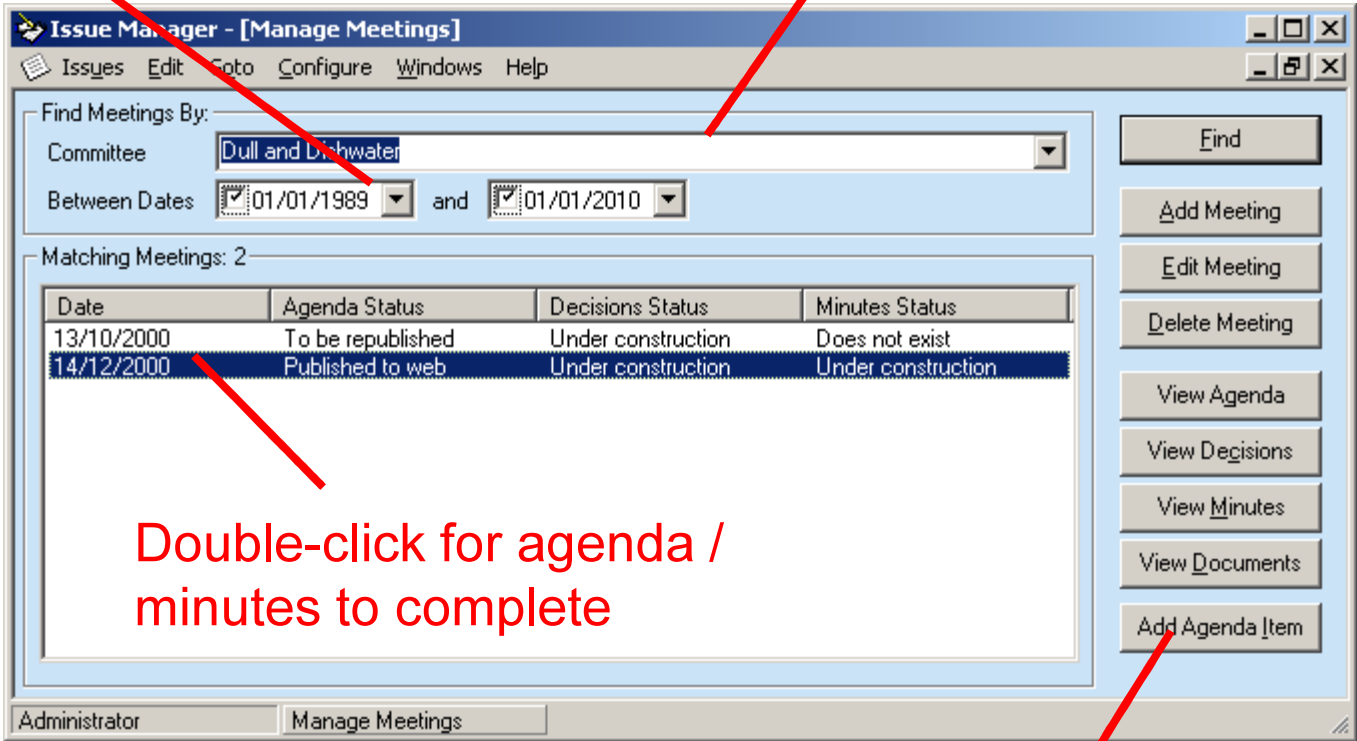 Issue Manager - [Manage Meetings]
Issues Edit Goto Configure Windows Help
Find Meetings By:
Committee Dull and Dishwater
Between Dates 01/01/1989 and 01/01/2010
Find
Add Meeting
Matching Meetings: 2
Edit Meeting
Date Agenda Status Decisions Status Minutes Status
Delete Meeting
13/10/2000 To be republished Under construction Does not exist
14/12/2000 Published to web Under construction Under construction
View Agenda
View Decisions
View Minutes
View Documents
Add Agenda Item
Double-click for agenda /
minutes to complete
Administrator Manage Meetings